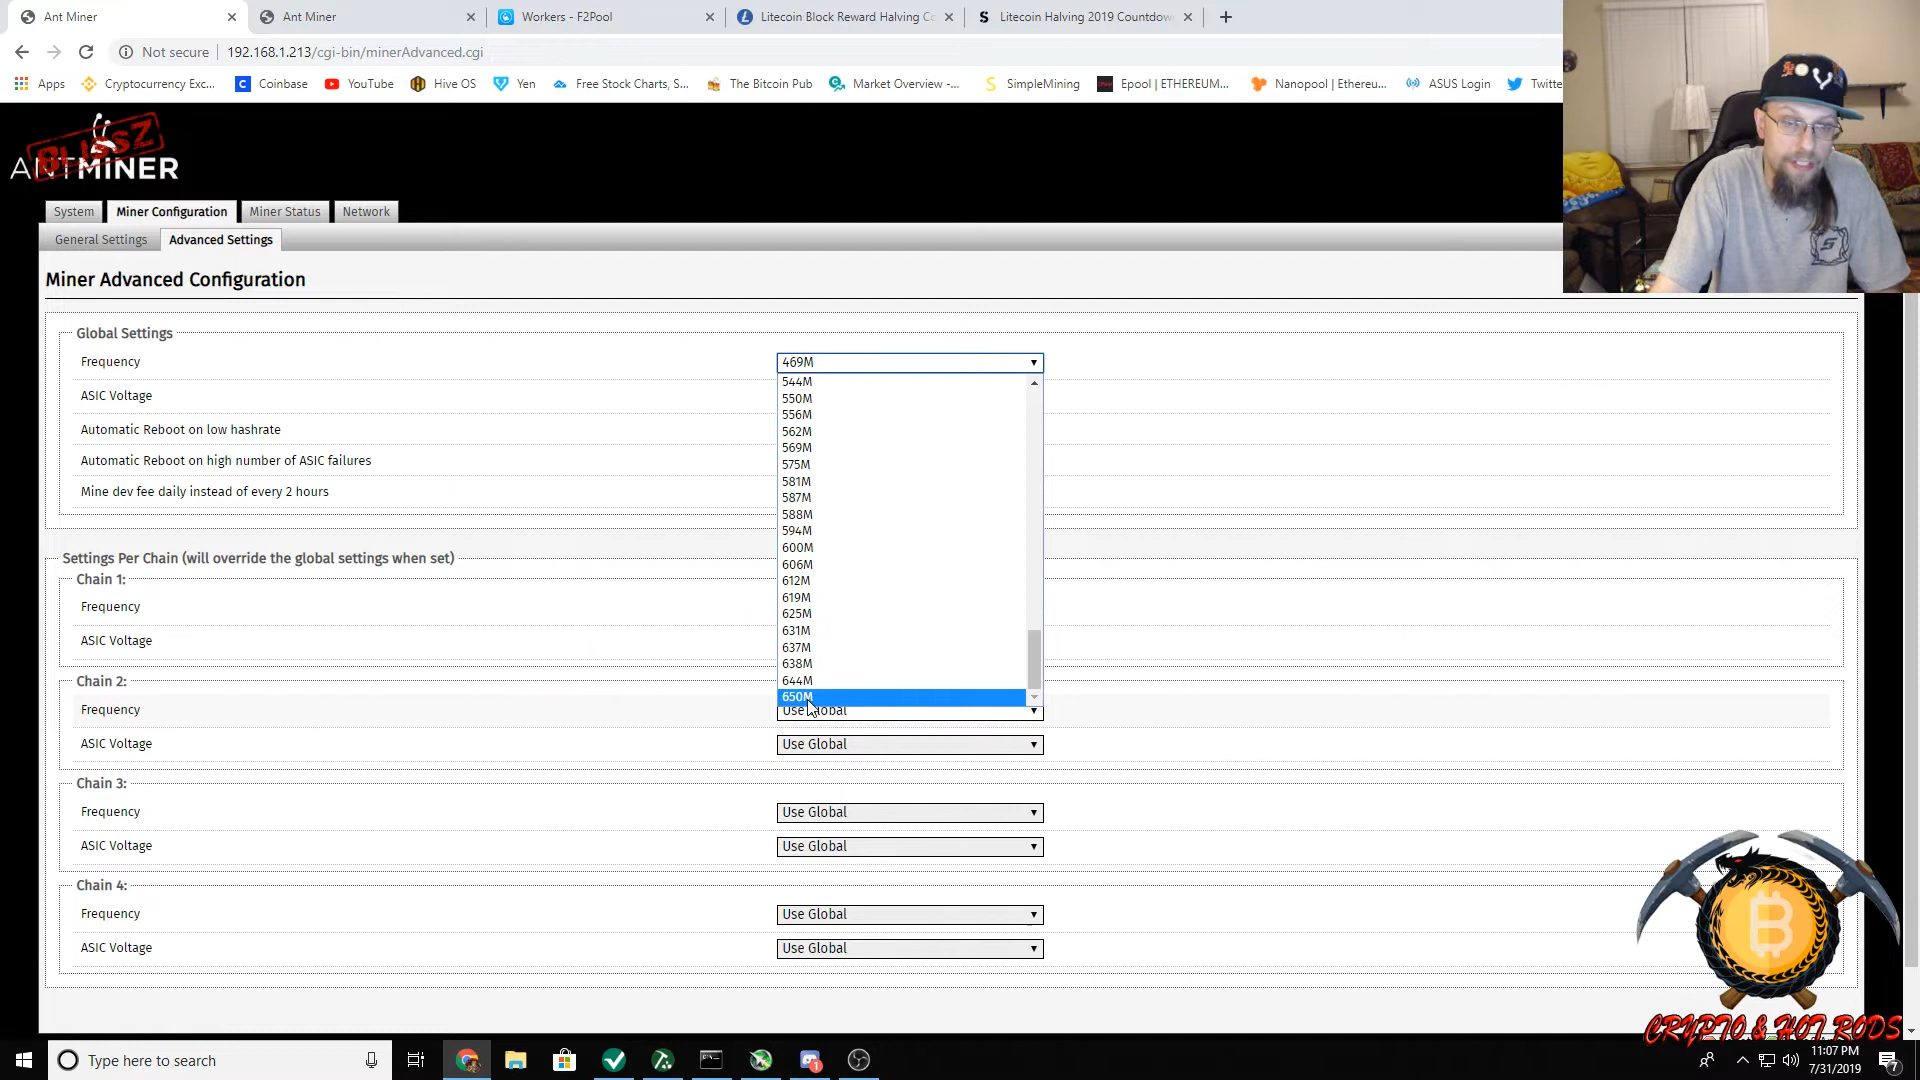 Ant Miner
Ant Miner
Workers - F2Pool
Litecoin Block Reward Halving Co
Litecoin Halving 2019 Countdow
Not secure
192.168.1.213/cgi-bin/minerAdvanced.cgi
Apps
Cryptocurrency Exc...
Coinbase
YouTube
Hive OS
Yen
Free Stock Charts, S...
The Bitcoin Pub
Market Overview -...
SimpleMining
Epool | ETHEREUM...
Nanopool | Ethereu...
ASUS Login
Twitte
BLISSZ
ANTMINER
System
Miner Configuration
Miner Status
Network
General Settings
Advanced Settings
Miner Advanced Configuration
Global Settings
Frequency
469M
544M
550M
556M
562M
569M
575M
581M
587M
588M
594M
600M
606M
612M
619M
625M
631M
637M
638M
644M
650M
ASIC Voltage
Automatic Reboot on low hashrate
Automatic Reboot on high number of ASIC failures
Mine dev fee daily instead of every 2 hours
Settings Per Chain (will override the global settings when set)
Chain 1:
Frequency
ASIC Voltage
Chain 2:
Frequency
Use Global
ASIC Voltage
Use Global
Chain 3:
Frequency
Use Global
ASIC Voltage
Use Global
Chain 4:
Frequency
Use Global
ASIC Voltage
Use Global
CRYPTO & HOT RODS
Type here to search
11:07 PM
7/31/2019